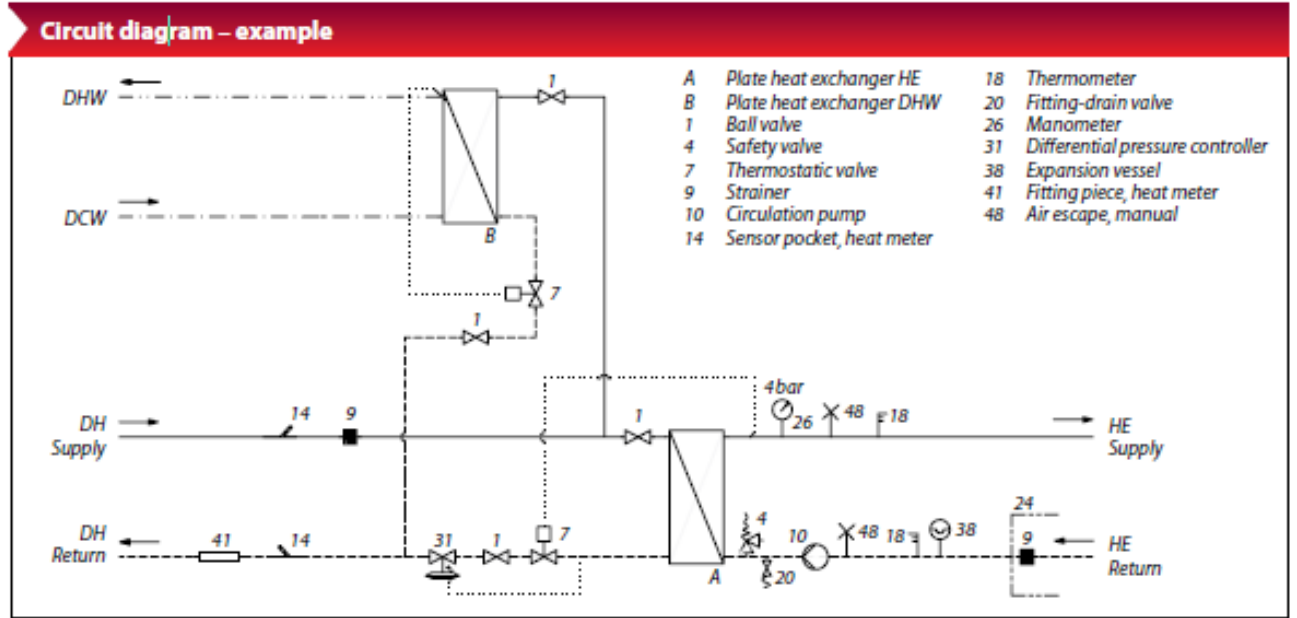 Circuit diagram – example
DHW
DCW
1
B
7
1
A Plate heat exchanger HE
B Plate heat exchanger DHW
1 Ball valve
4 Safety valve
7 Thermostatic valve
9 Strainer
10 Circulation pump
14 Sensor pocket, heat meter
18 Thermometer
20 Fitting-drain valve
26 Manometer
31 Differential pressure controller
38 Expansion vessel
41 Fitting piece, heat meter
48 Air escape, manual
DH
Supply
14
9
1
4 bar
26
48
18
HE
Supply
DH
Return
41
14
31
1
7
A
4
20
10
48
18
38
24
9
HE
Return